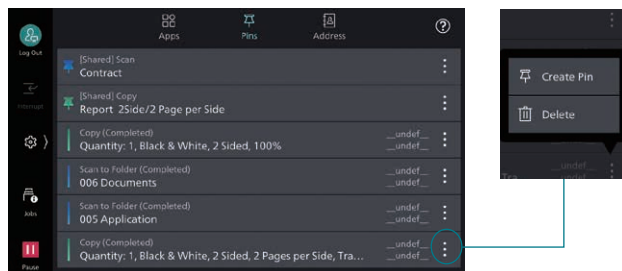 Apps
Pins
Address
?
Log Out
Interrupt
Jobs
Pause
[Shared] Scan
Contract
[Shared] Copy
Report 2Side/2 Page per Side
Copy (Completed)
Quantity: 1, Black & White, 2 Sided, 100%
__undef__
__undef__
Scan to Folder (Completed)
006 Documents
__undef__
__undef__
Scan to Folder (Completed)
005 Application
__undef__
__undef__
Copy (Completed)
Quantity: 1, Black & White, 2 Sided, 2 Pages per Side, Tra...
__undef__
__undef__
Create Pin
Delete
__undef__
Tra... __undef__